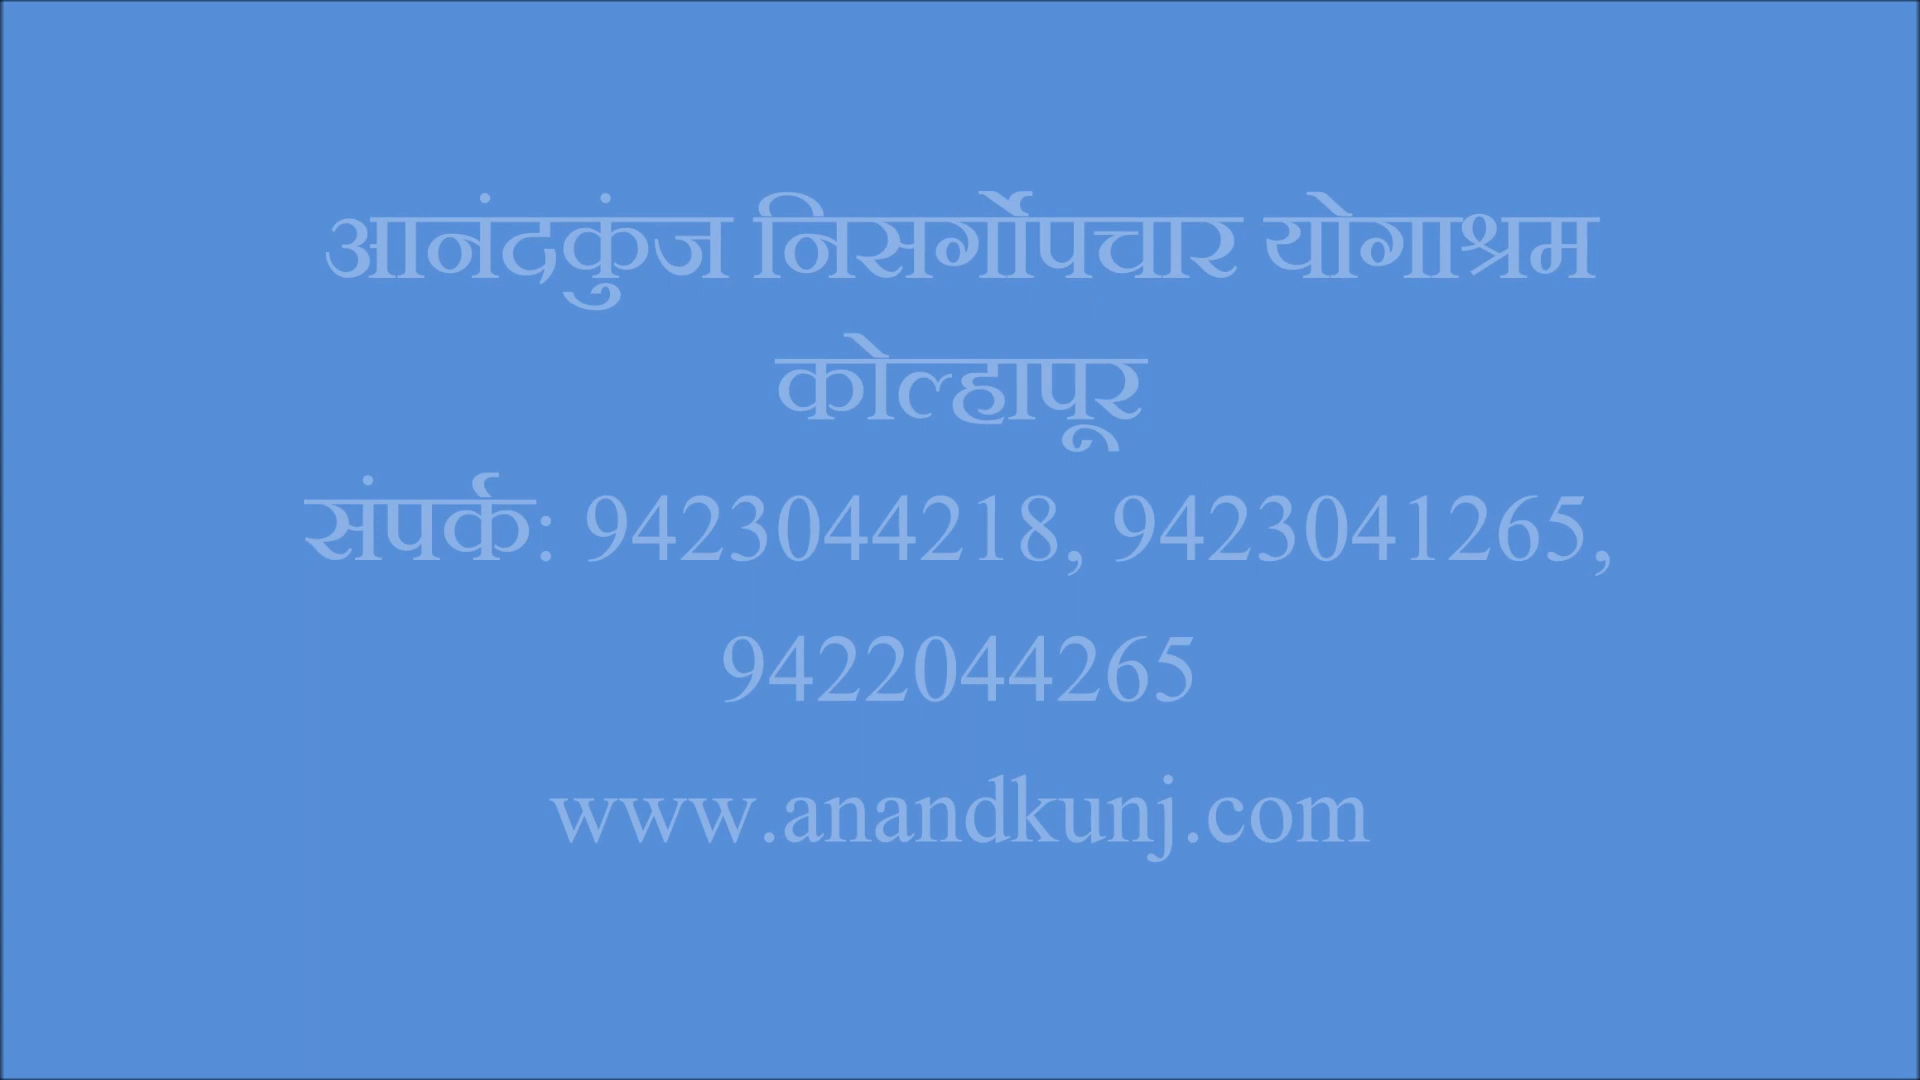 आनंदकुंज निसर्गोपचार योगाश्रम
कोल्हापूर
संपर्क: 9423044218, 9423041265,
9422044265
www.anandkunj.com